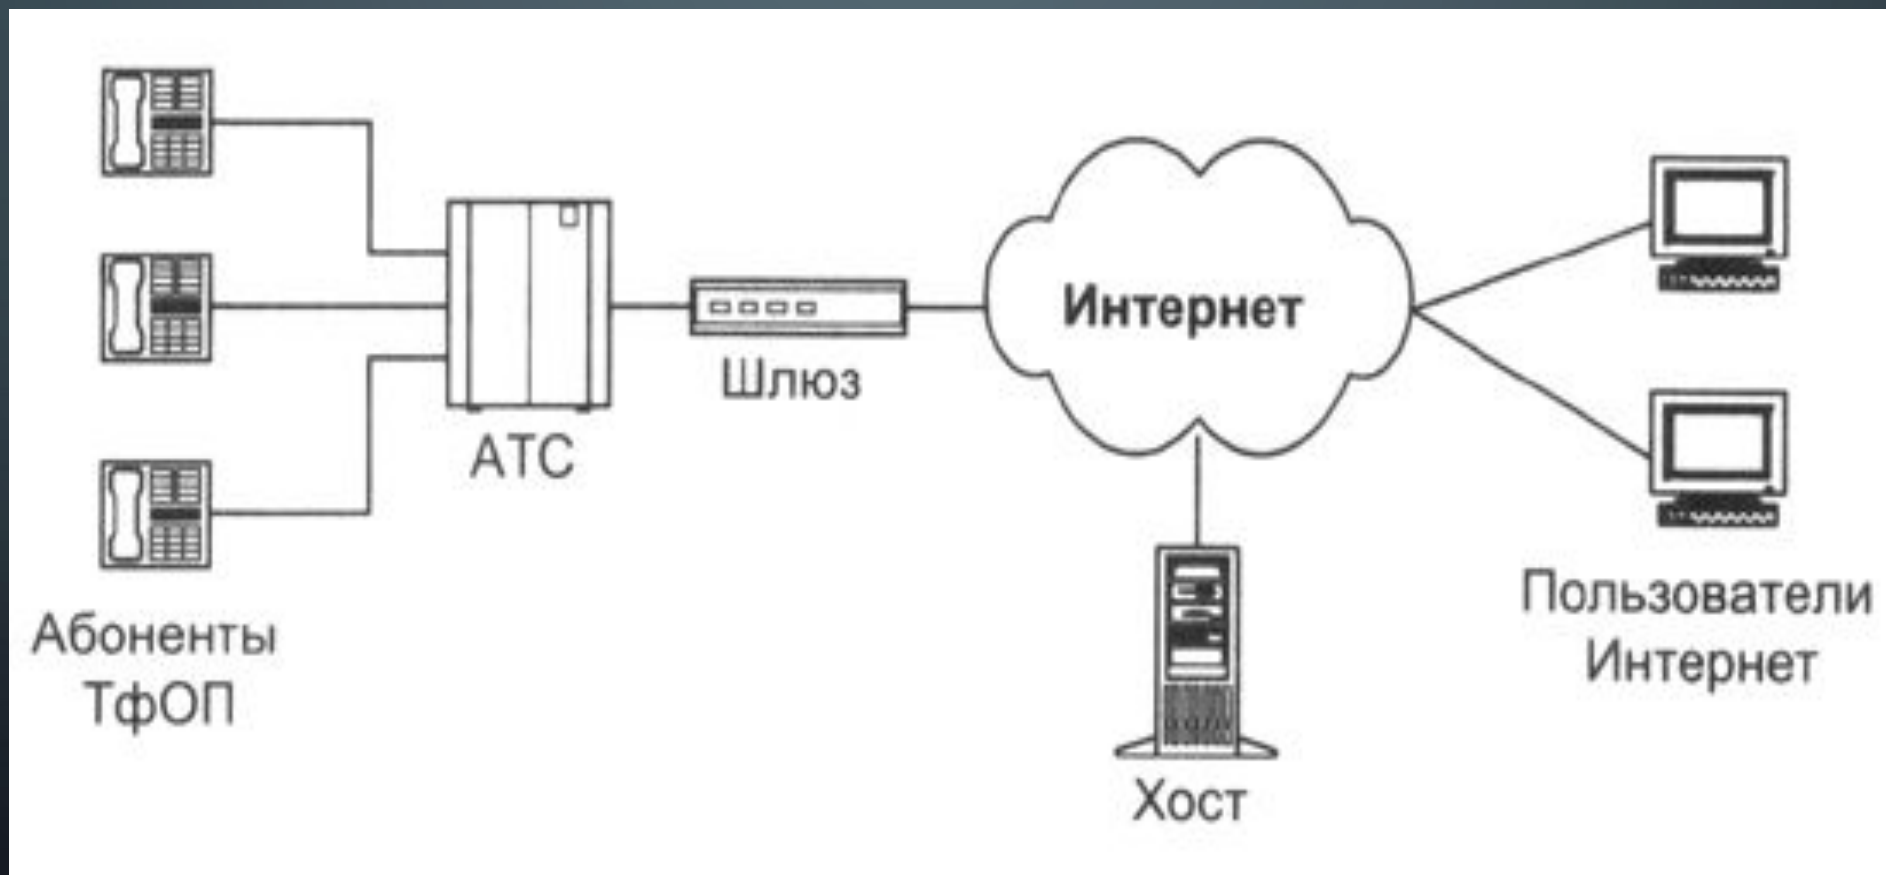 Интернет
Шлюз
АТС
Абоненты
ТфОП
Пользователи
Интернет
Хост